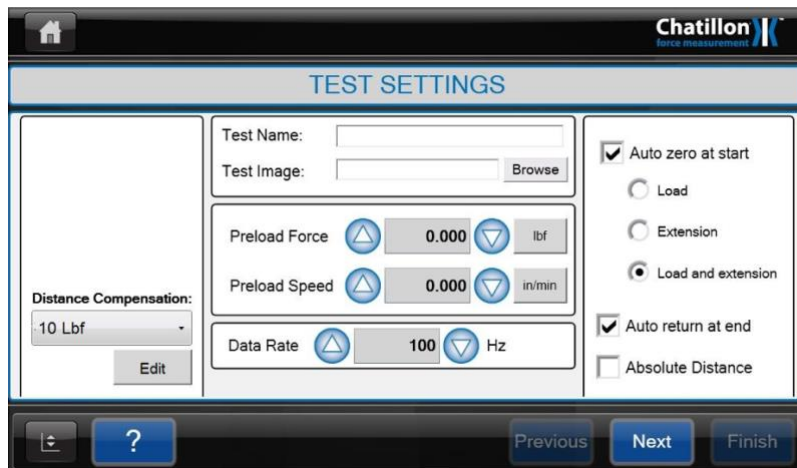 Chatillon
force measurement
TEST SETTINGS
Distance Compensation:
10 Lbf
Edit
Test Name:
Test Image:
Browse
Preload Force
0.000
lbf
Preload Speed
0.000
in/min
Data Rate
100
Hz
Auto zero at start
Load
Extension
Load and extension
Auto return at end
Absolute Distance
?
Previous
Next
Finish